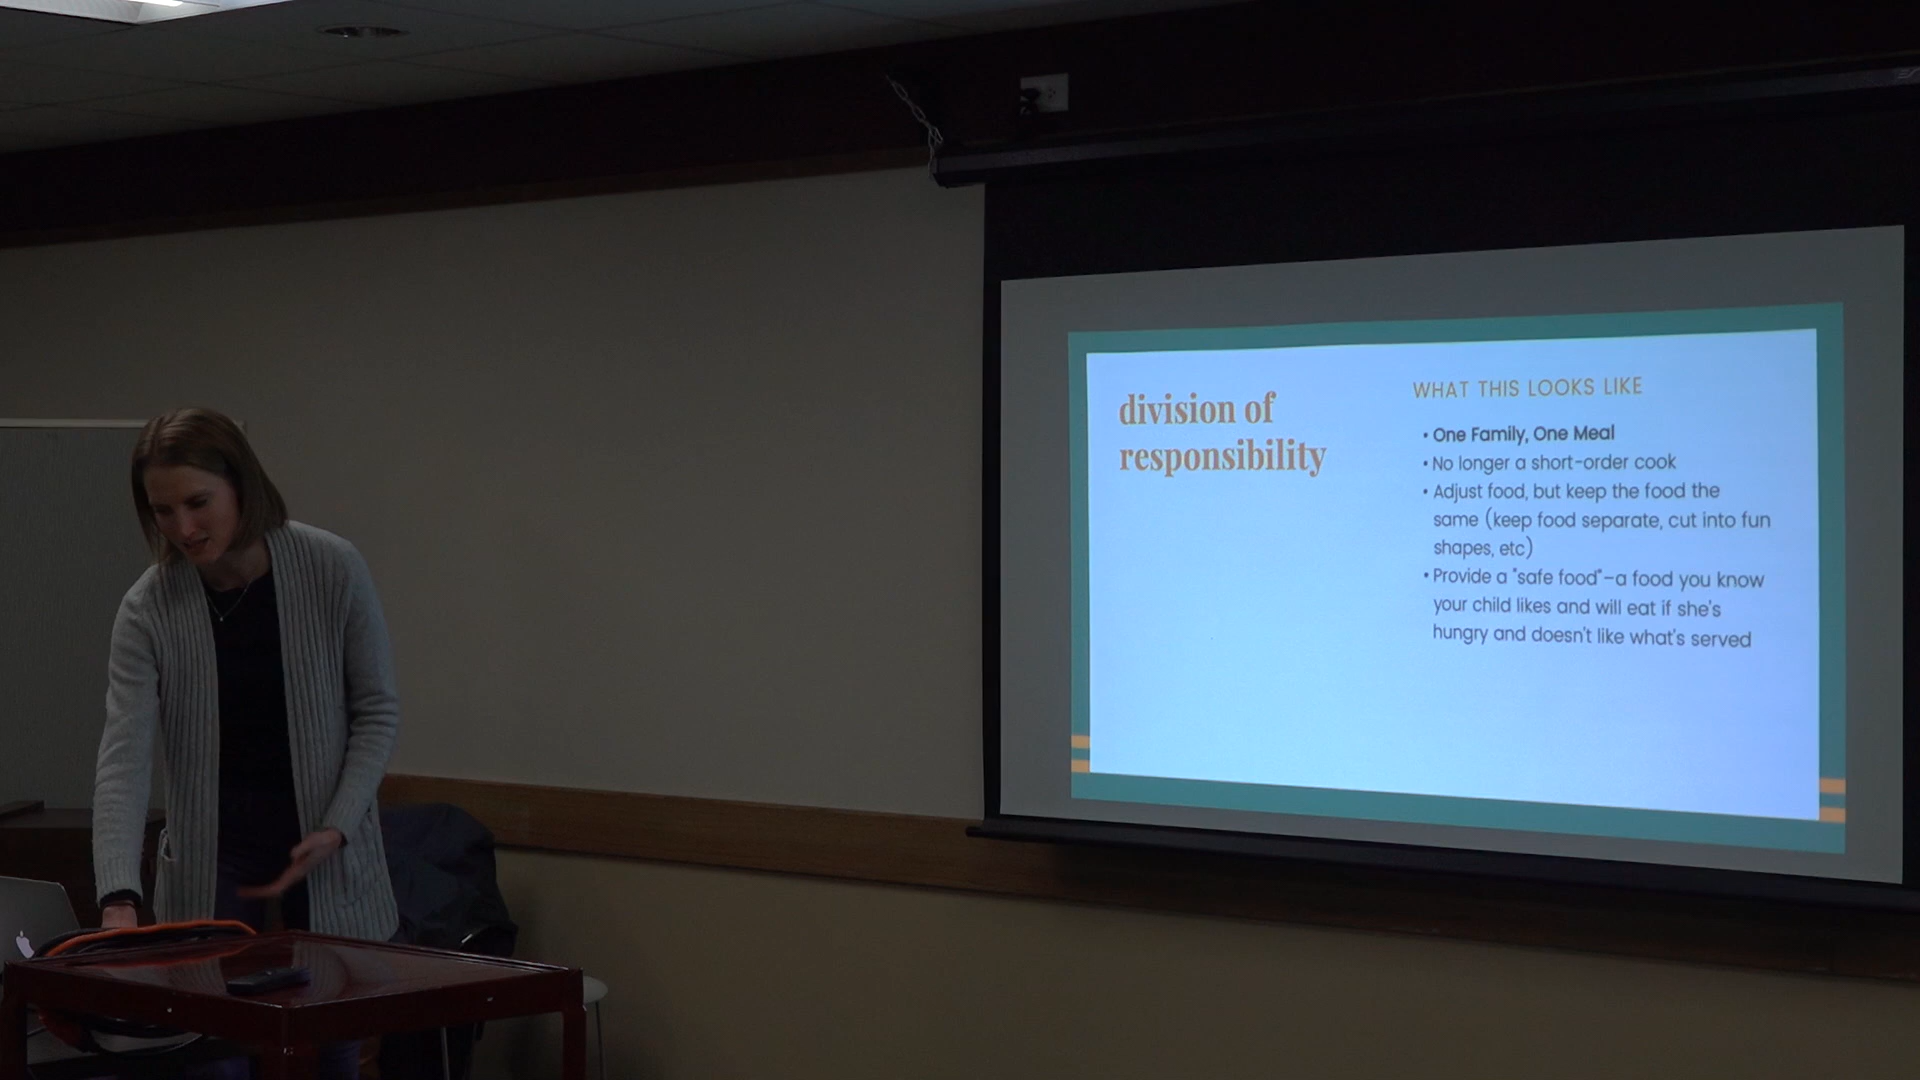 division of
responsibility
WHAT THIS LOOKS LIKE
• One Family, One Meal
• No longer a short-order cook
• Adjust food, but keep the food the
same (keep food separate, cut into fun
shapes, etc)
• Provide a "safe food"–a food you know
your child likes and will eat if she's
hungry and doesn't like what's served